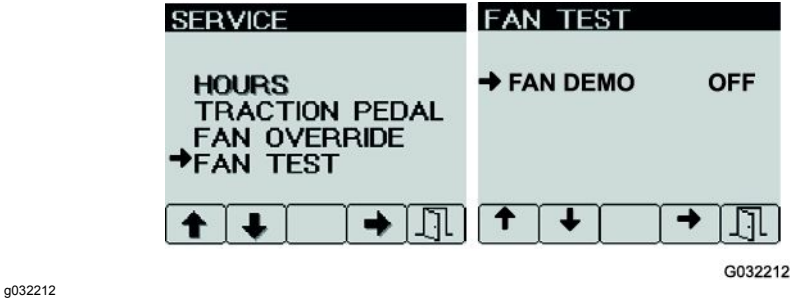 SERVICE
HOURS
TRACTION PEDAL
FAN OVERRIDE
FAN TEST
FAN TEST
FAN DEMO OFF
G032212
g032212